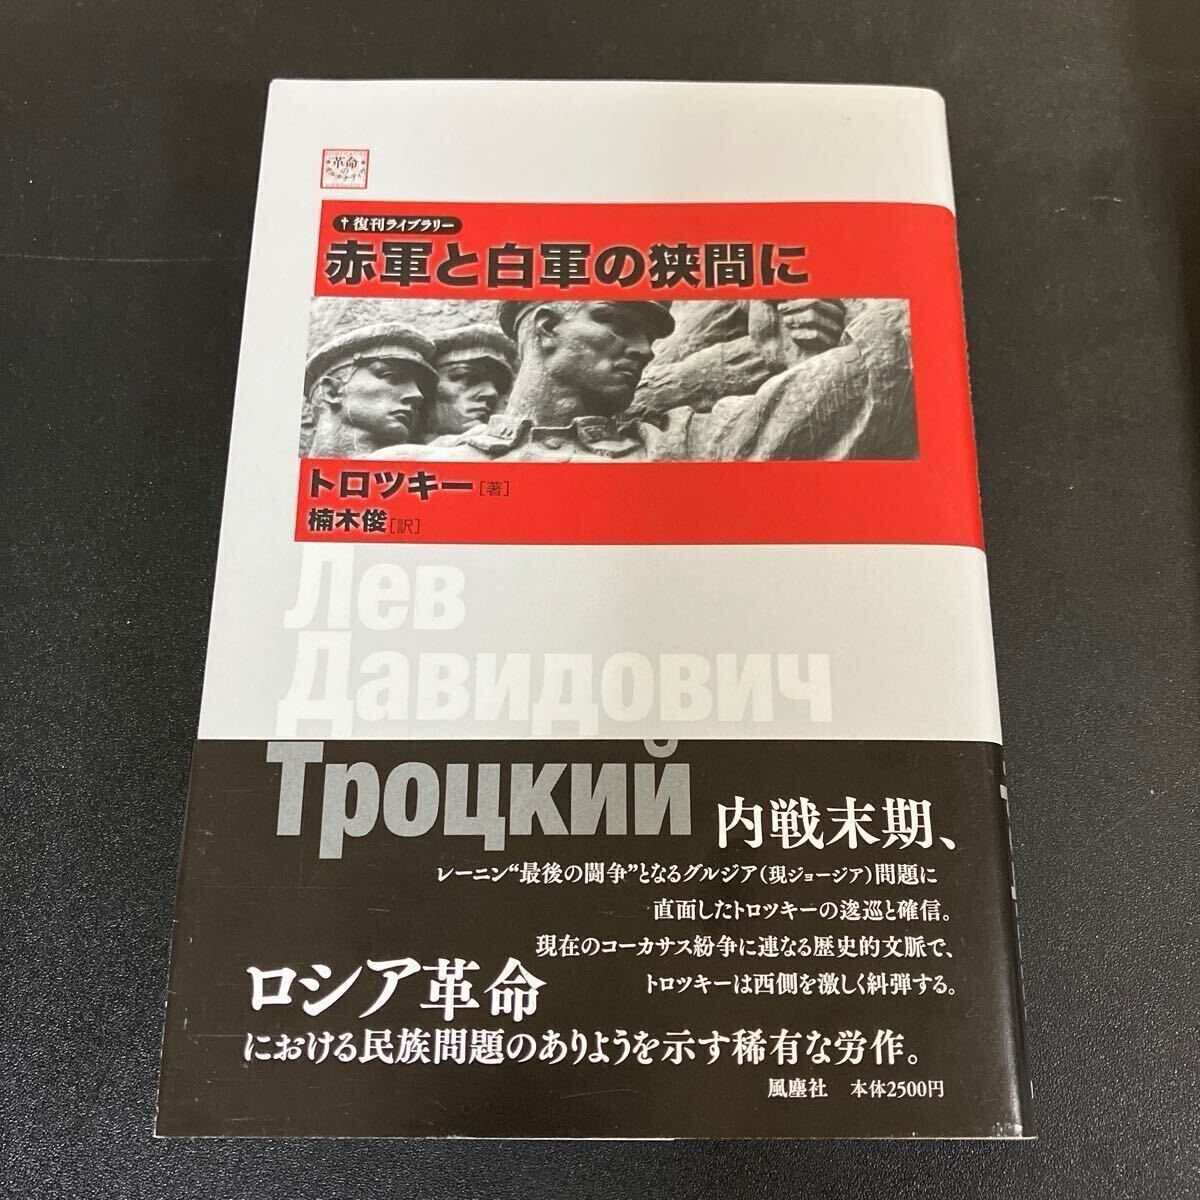 革命の
†復刊ライブラリー
赤軍と白軍の狭間に
トロツキー[著]
楠木俊[訳]
Лев
Давидович
Троцкий
内戦末期、
レーニン“最後の闘争”となるグルジア(現ジョージア)問題に
直面したトロツキーの逡巡と確信。
現在のコーカサス紛争に連なる歴史的文脈で、
トロツキーは西側を激しく糾弾する。
ロシア革命
における民族問題のありようを示す稀有な労作。
風塵社 本体2500円